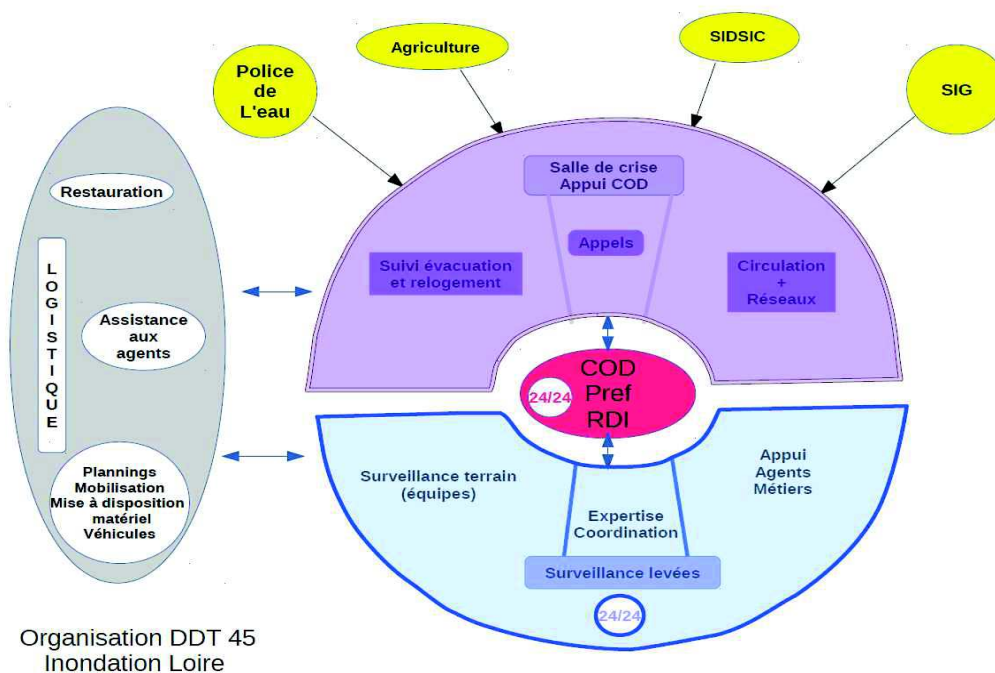 Police
de
L'eau
Agriculture
SIDSIC
SIG
Restauration
LOGISTIQUE
Assistance
aux
agents
Plannings
Mobilisation
Mise à disposition
matériel
Véhicules
Salle de crise
Appui COD
Appels
Suivi évacuation
et relogement
Circulation
+
Réseaux
COD
Pref
RDI
24/24
Surveillance terrain
(équipes)
Appui
Agents
Métiers
Expertise
Coordination
Surveillance levées
24/24
Organisation DDT 45
Inondation Loire